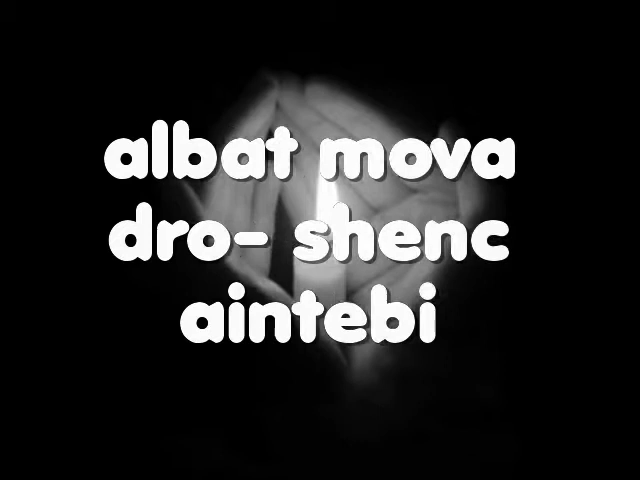 albat mova
dro- shenc
aintebi